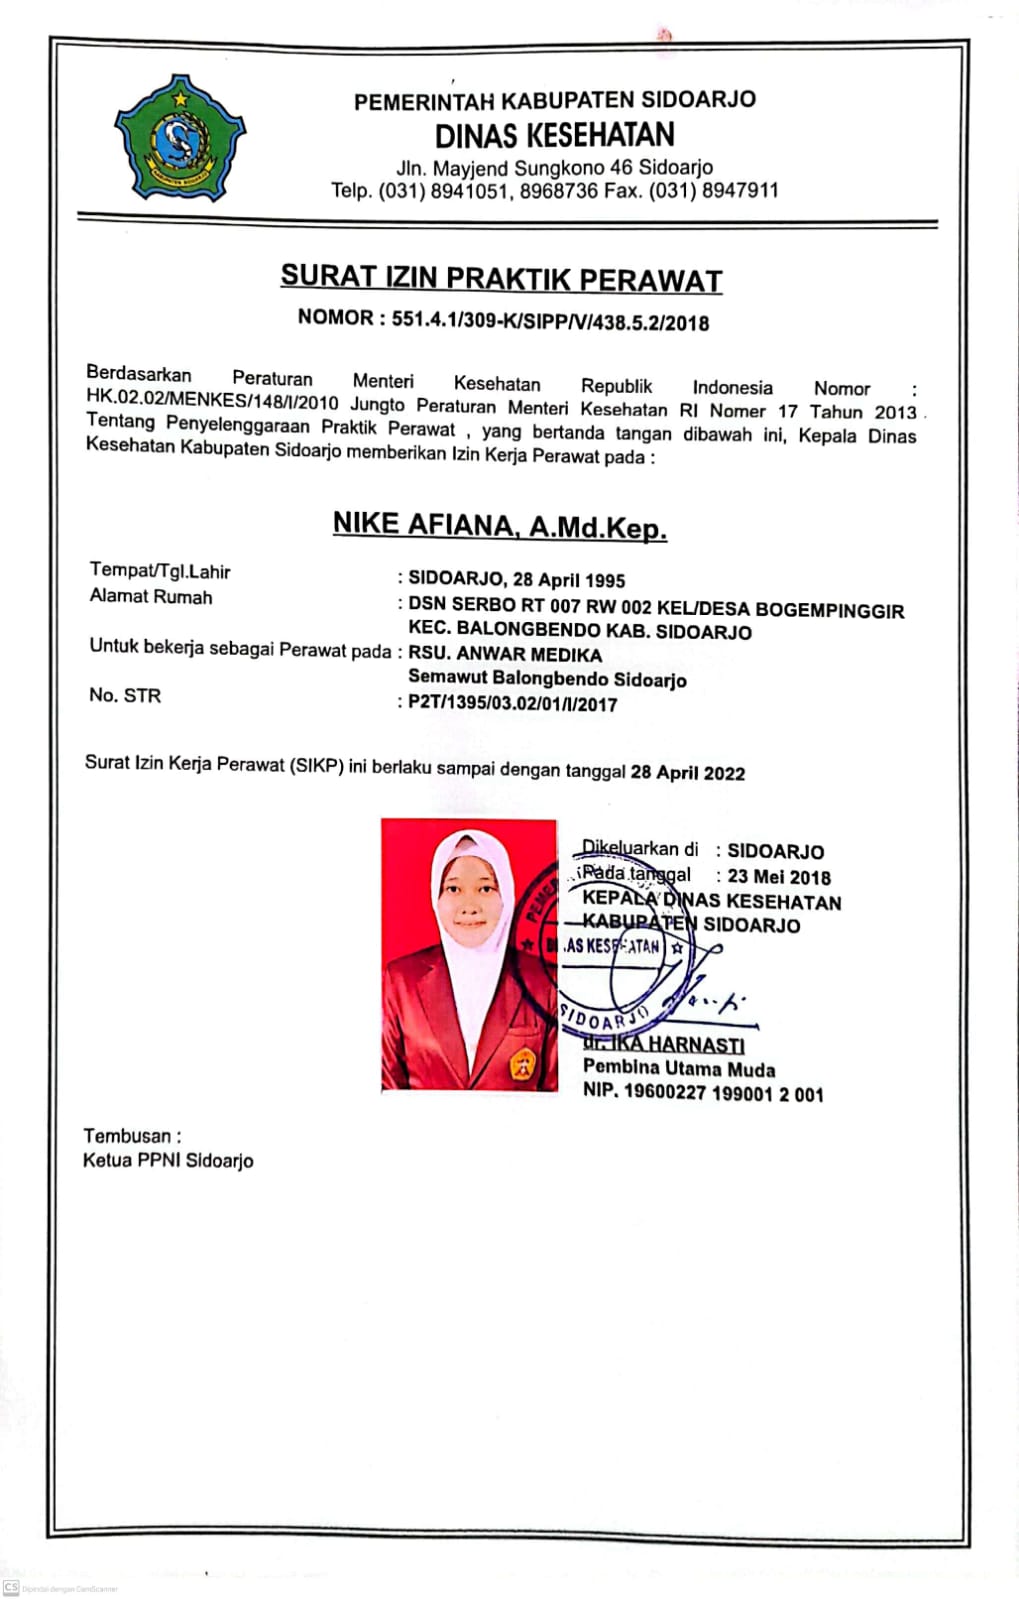 PEMERINTAH KABUPATEN SIDOARJO
DINAS KESEHATAN
Jln. Mayjend Sungkono 46 Sidoarjo
Telp. (031) 8941051, 8968736 Fax. (031) 8947911
KABUPATEN SIDOARJO
SURAT IZIN PRAKTIK PERAWAT
NOMOR : 551.4.1/309-K/SIPP/V/438.5.2/2018
Berdasarkan Peraturan Menteri Kesehatan Republik Indonesia Nomor :
HK.02.02/MENKES/148/I/2010 Jungto Peraturan Menteri Kesehatan RI Nomer 17 Tahun 2013 .
Tentang Penyelenggaraan Praktik Perawat , yang bertanda tangan dibawah ini, Kepala Dinas
Kesehatan Kabupaten Sidoarjo memberikan Izin Kerja Perawat pada :
NIKE AFIANA, A.Md.Kep.
Tempat/Tgl.Lahir : SIDOARJO, 28 April 1995
Alamat Rumah : DSN SERBO RT 007 RW 002 KEL/DESA BOGEMPINGGIR
KEC. BALONGBENDO KAB. SIDOARJO
Untuk bekerja sebagai Perawat pada : RSU. ANWAR MEDIKA
Semawut Balongbendo Sidoarjo
No. STR : P2T/1395/03.02/01/I/2017
Surat Izin Kerja Perawat (SIKP) ini berlaku sampai dengan tanggal 28 April 2022
Dikeluarkan di : SIDOARJO
Pada tanggal : 23 Mei 2018
KEPALA DINAS KESEHATAN
KABUPATEN SIDOARJO
KESEHATAN
SIDOARJO
dr. IKA HARNASTI
Pembina Utama Muda
NIP. 19600227 199001 2 001
Tembusan :
Ketua PPNI Sidoarjo
CS Dipindai dengan CamScanner